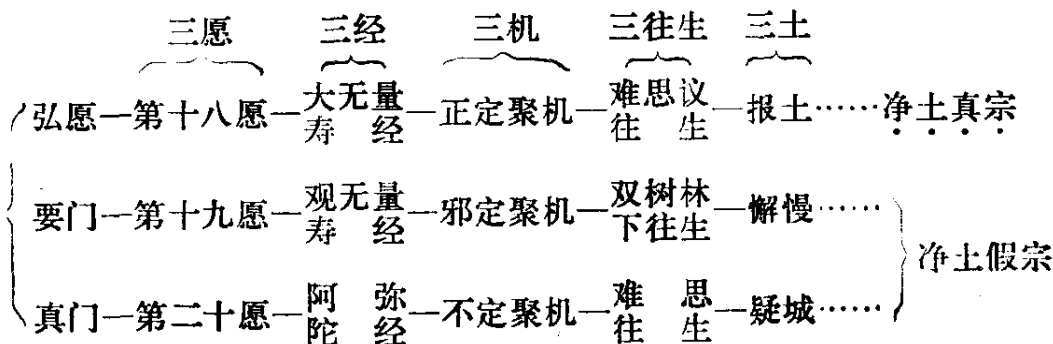 三愿 三经 三机 三往生 三土
弘愿—第十八愿—大无量寿经—正定聚机—难思议往生—报土……净土真宗
要门—第十九愿—观无量寿经—邪定聚机—双树林下往生—懈慢……
净土假宗
真门—第二十愿—阿弥陀经—不定聚机—难思往生—疑城……